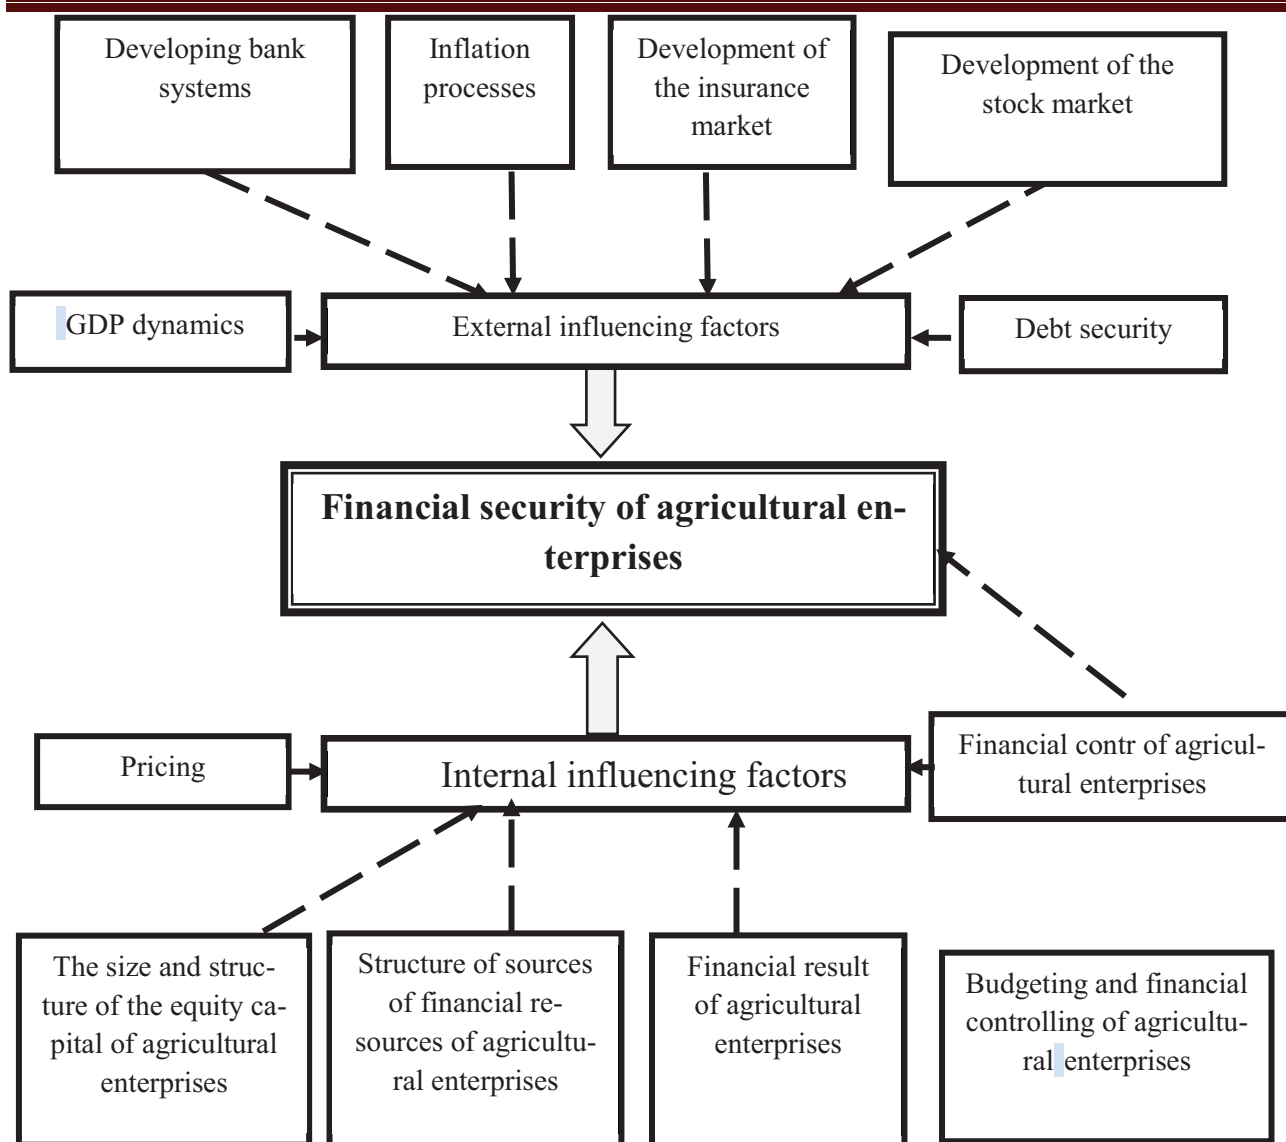 Developing bank
systems
Inflation
processes
Development of
the insurance
market
Development of the
stock market
GDP dynamics
External influencing factors
Debt security
Financial security of agricultural en-
terprises
Pricing
Internal influencing factors
Financial contr of agricul-
tural enterprises
The size and struc-
ture of the equity ca-
pital of agricultural
enterprises
Structure of sources
of financial re-
sources of agricultu-
ral enterprises
Financial result
of agricultural
enterprises
Budgeting and financial
controlling of agricultu-
ral enterprises